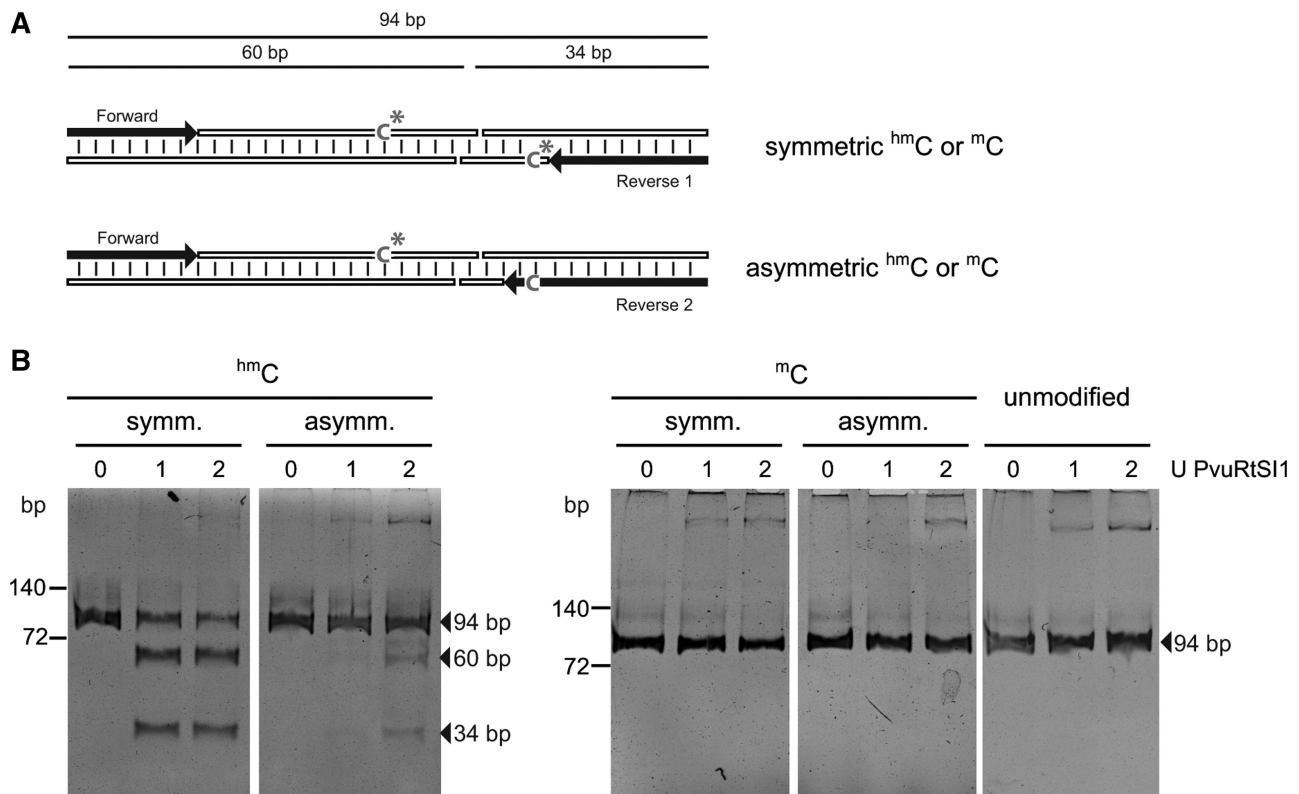 A
94 bp
60 bp
34 bp
Forward
C*
C*
symmetric hmC or mC
Reverse 1
Forward
C*
asymmetric hmC or mC
C
Reverse 2
B
hmC
mC
unmodified
symm.
asymm.
symm.
asymm.
0 1 2 0 1 2 0 1 2 0 1 2 0 1 2 U PvuRtSI1
bp
bp
140
72
94 bp
60 bp
34 bp
140
72
94 bp